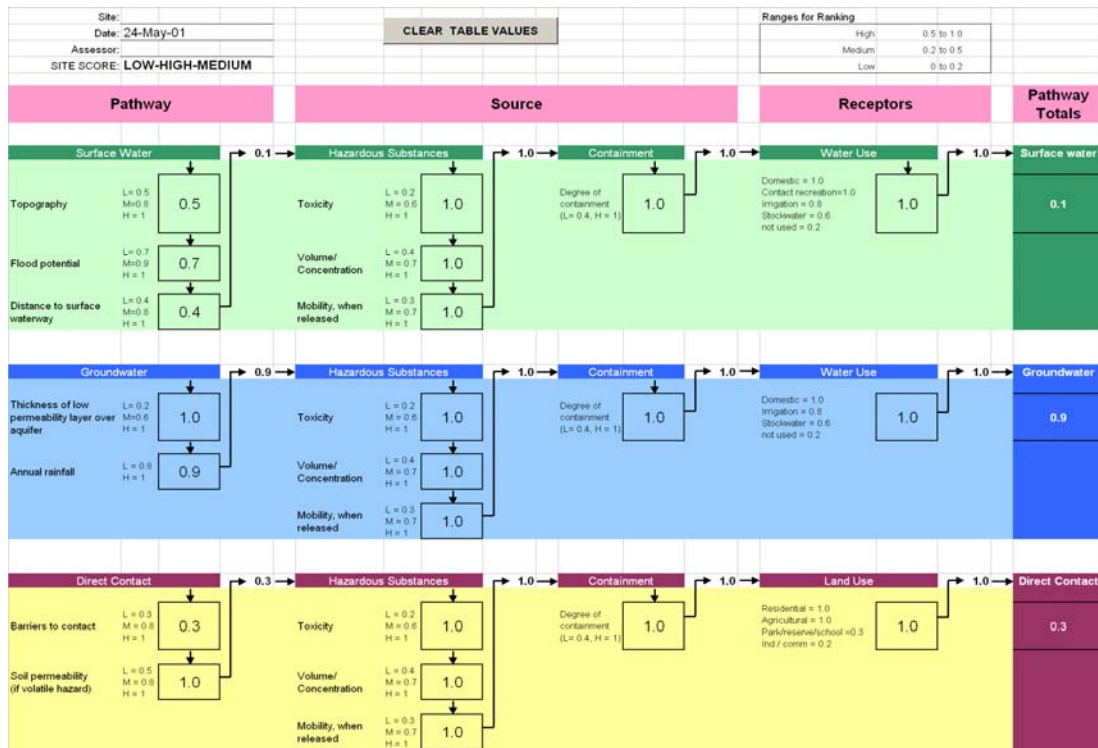 Site:
Date: 24-May-01
Assessor:
SITE SCORE: LOW-HIGH-MEDIUM
CLEAR TABLE VALUES
Ranges for Ranking
High 0.5 to 1.0
Medium 0.2 to 0.5
Low 0 to 0.2
Pathway
Source
Receptors
Pathway
Totals
Surface Water
0.1
Hazardous Substances
1.0
Containment
1.0
Water Use
1.0
Surface water
Topography
L= 0.5
M=0.8
H = 1
0.5
Toxicity
L = 0.2
M = 0.6
H = 1
1.0
Degree of
containment
(L= 0.4, H = 1)
1.0
Domestic = 1.0
Contact recreation=1.0
Irrigation = 0.8
Stockwater = 0.6
not used = 0.2
1.0
0.1
Flood potential
L= 0.7
M=0.9
H = 1
0.7
Volume/
Concentration
L = 0.4
M = 0.7
H = 1
1.0
Distance to surface
waterway
L= 0.4
M=0.8
H = 1
0.4
Mobility, when
released
L = 0.3
M = 0.7
H = 1
1.0
Groundwater
0.9
Hazardous Substances
1.0
Containment
1.0
Water Use
1.0
Groundwater
Thickness of low
permeability layer over
aquifer
L=0.2
M=0.6
H = 1
1.0
Toxicity
L = 0.2
M = 0.6
H = 1
1.0
Degree of
containment
(L= 0.4, H = 1)
1.0
Domestic = 1.0
Irrigation = 0.8
Stockwater = 0.6
not used = 0.2
1.0
0.9
Annual rainfall
L = 0.8
H = 1
0.9
Volume/
Concentration
L = 0.4
M = 0.7
H = 1
1.0
Mobility, when
released
L = 0.3
M = 0.7
H = 1
1.0
Direct Contact
0.3
Hazardous Substances
1.0
Containment
1.0
Land Use
1.0
Direct Contact
Barriers to contact
L = 0.3
M = 0.8
H = 1
0.3
Toxicity
L = 0.2
M = 0.6
H = 1
1.0
Degree of
containment
(L= 0.4, H = 1)
1.0
Residential = 1.0
Agricultural = 1.0
Park/reserve/school =0.3
Ind / comm = 0.2
1.0
0.3
Soil permeability
(if volatile hazard)
L = 0.5
M = 0.8
H = 1
1.0
Volume/
Concentration
L = 0.4
M = 0.7
H = 1
1.0
Mobility, when
released
L = 0.3
M = 0.7
H = 1
1.0